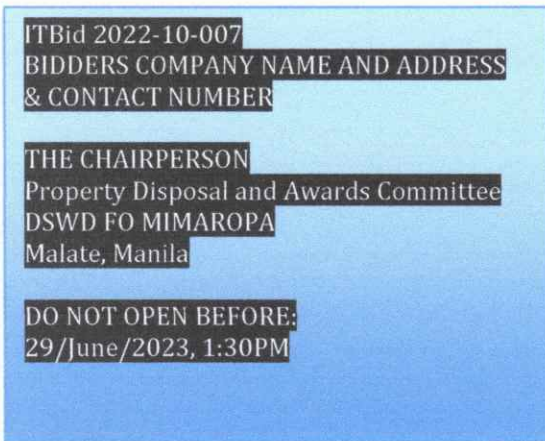 ITBid 2022-10-007
BIDDERS COMPANY NAME AND ADDRESS
& CONTACT NUMBER
THE CHAIRPERSON
Property Disposal and Awards Committee
DSWD FO MIMAROPA
Malate, Manila
DO NOT OPEN BEFORE:
29/June/2023, 1:30PM